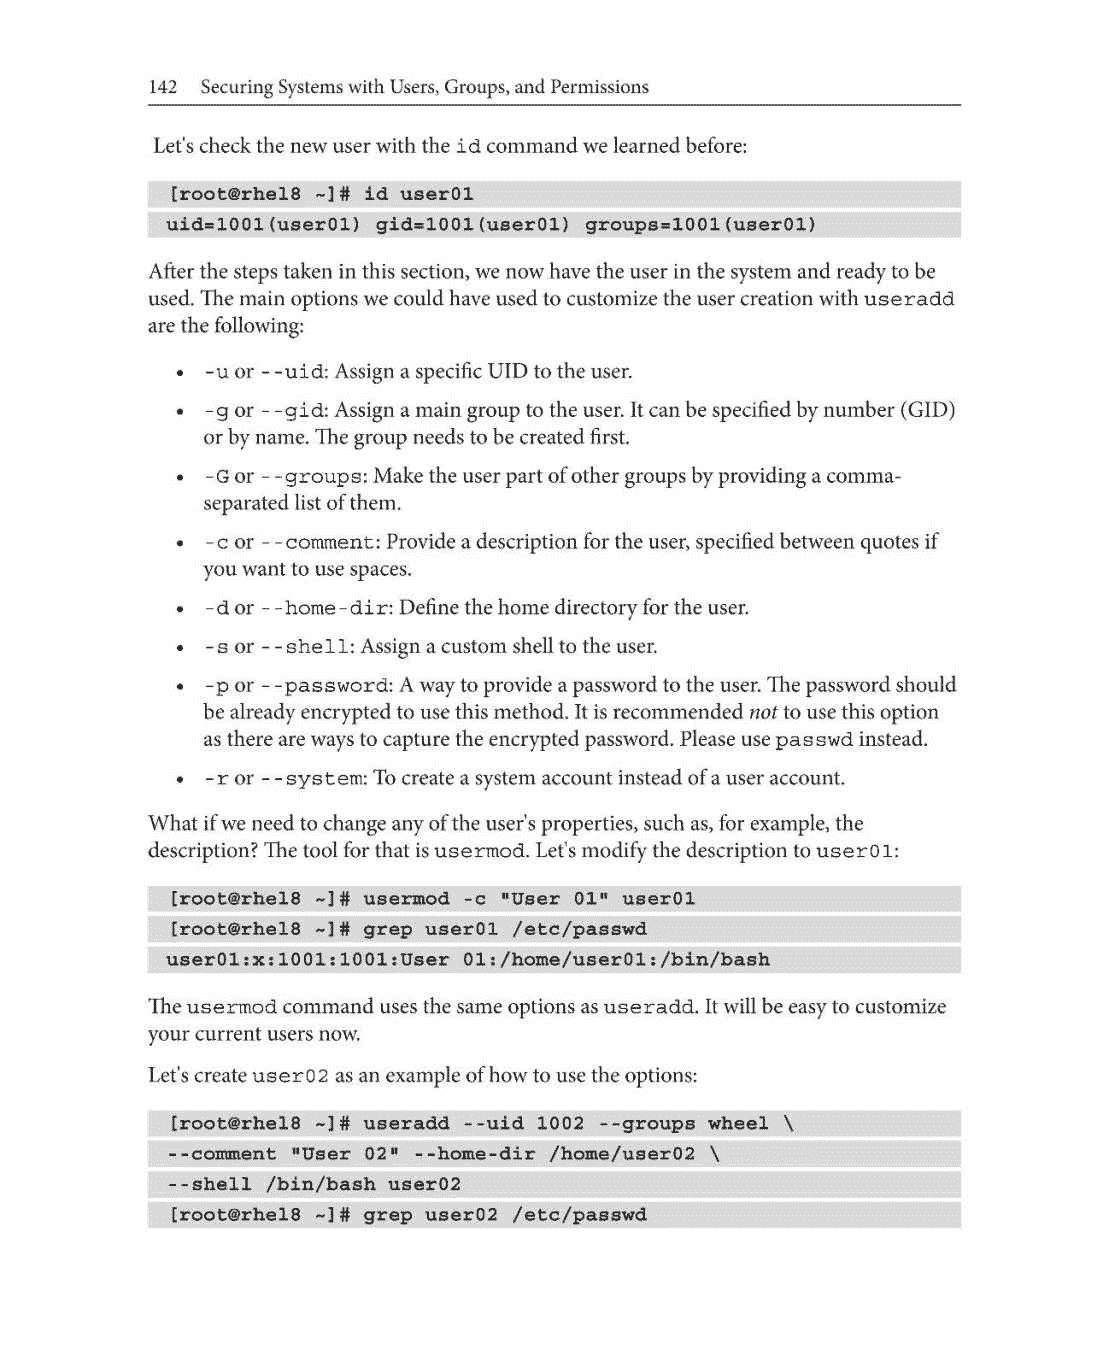 142 Securing Systems with Users, Groups, and Permissions
Let's check the new user with the id command we learned before:
[root@rhel8 ~]# id user01
uid=1001(user01) gid=1001(user01) groups=1001(user01)
After the steps taken in this section, we now have the user in the system and ready to be
used. The main options we could have used to customize the user creation with useradd
are the following:
• -u or --uid: Assign a specific UID to the user.
• -g or --gid: Assign a main group to the user. It can be specified by number (GID)
or by name. The group needs to be created first.
• -G or --groups: Make the user part of other groups by providing a comma-
separated list of them.
• -c or --comment: Provide a description for the user, specified between quotes if
you want to use spaces.
• -d or --home-dir: Define the home directory for the user.
• -s or --shell: Assign a custom shell to the user.
• -p or --password: A way to provide a password to the user. The password should
be already encrypted to use this method. It is recommended not to use this option
as there are ways to capture the encrypted password. Please use passwd instead.
• -r or --system: To create a system account instead of a user account.
What if we need to change any of the user's properties, such as, for example, the
description? The tool for that is usermod. Let's modify the description to user01:
[root@rhel8 ~]# usermod -c "User 01" user01
[root@rhel8 ~]# grep user01 /etc/passwd
user01:x:1001:1001:User 01:/home/user01:/bin/bash
The usermod command uses the same options as useradd. It will be easy to customize
your current users now.
Let's create user02 as an example of how to use the options:
[root@rhel8 ~]# useradd --uid 1002 --groups wheel \
--comment "User 02" --home-dir /home/user02 \
--shell /bin/bash user02
[root@rhel8 ~]# grep user02 /etc/passwd